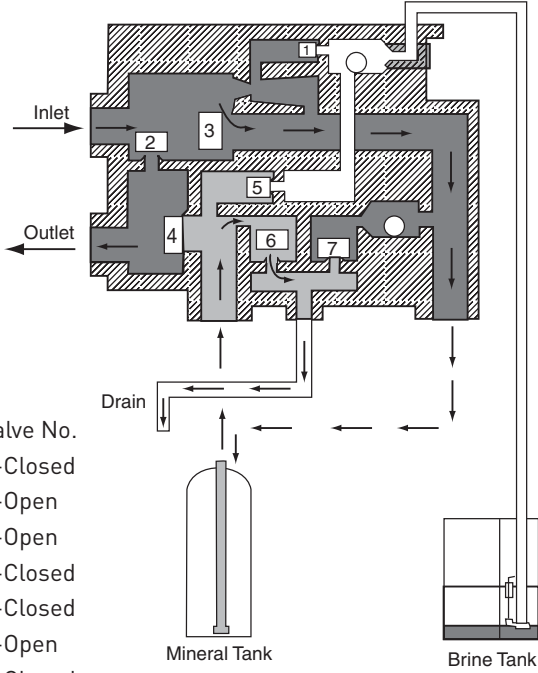 1
Inlet
2
3
5
Outlet
4
6
7
Drain
alve No.
-Closed
-Open
-Open
-Closed
-Closed
-Open
-Closed
Mineral Tank
Brine Tank